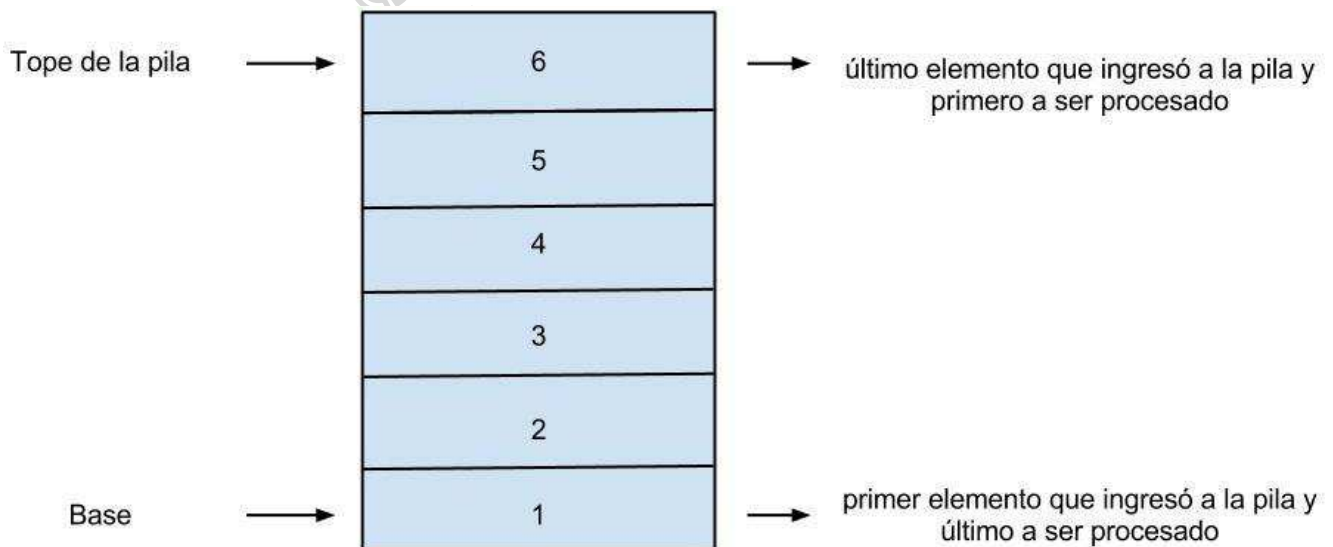 Tope de la pila
6
último elemento que ingresó a la pila y
primero a ser procesado
5
4
3
2
Base
1
primer elemento que ingresó a la pila y
último a ser procesado